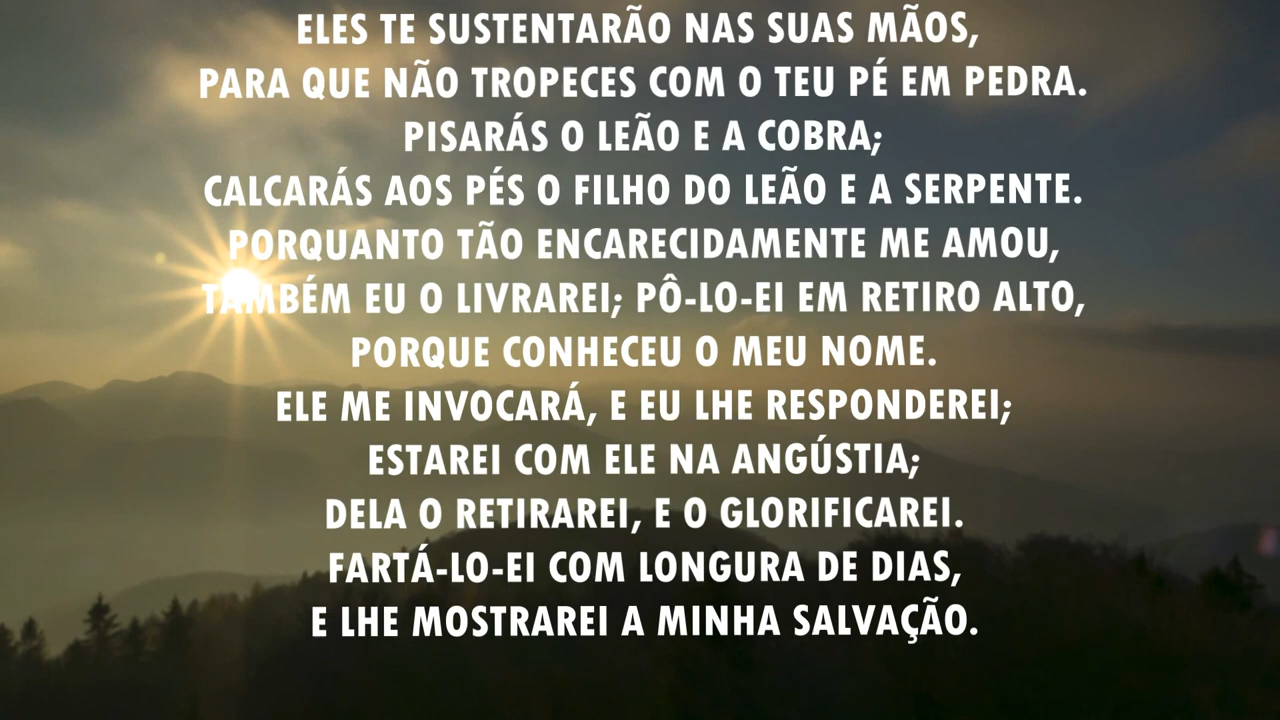 ELES TE SUSTENTARÃO NAS SUAS MÃOS,
PARA QUE NÃO TROPECES COM O TEU PÉ EM PEDRA.
PISARÁS O LEÃO E A COBRA;
CALCARÁS AOS PÉS O FILHO DO LEÃO E A SERPENTE.
PORQUANTO TÃO ENCARECIDAMENTE ME AMOU,
TAMBÉM EU O LIVRAREI; PÔ-LO-EI EM RETIRO ALTO,
PORQUE CONHECEU O MEU NOME.
ELE ME INVOCARÁ, E EU LHE RESPONDEREI;
ESTAREI COM ELE NA ANGÚSTIA;
DELA O RETIRAREI, E O GLORIFICAREI.
FARTÁ-LO-EI COM LONGURA DE DIAS,
E LHE MOSTRAREI A MINHA SALVAÇÃO.